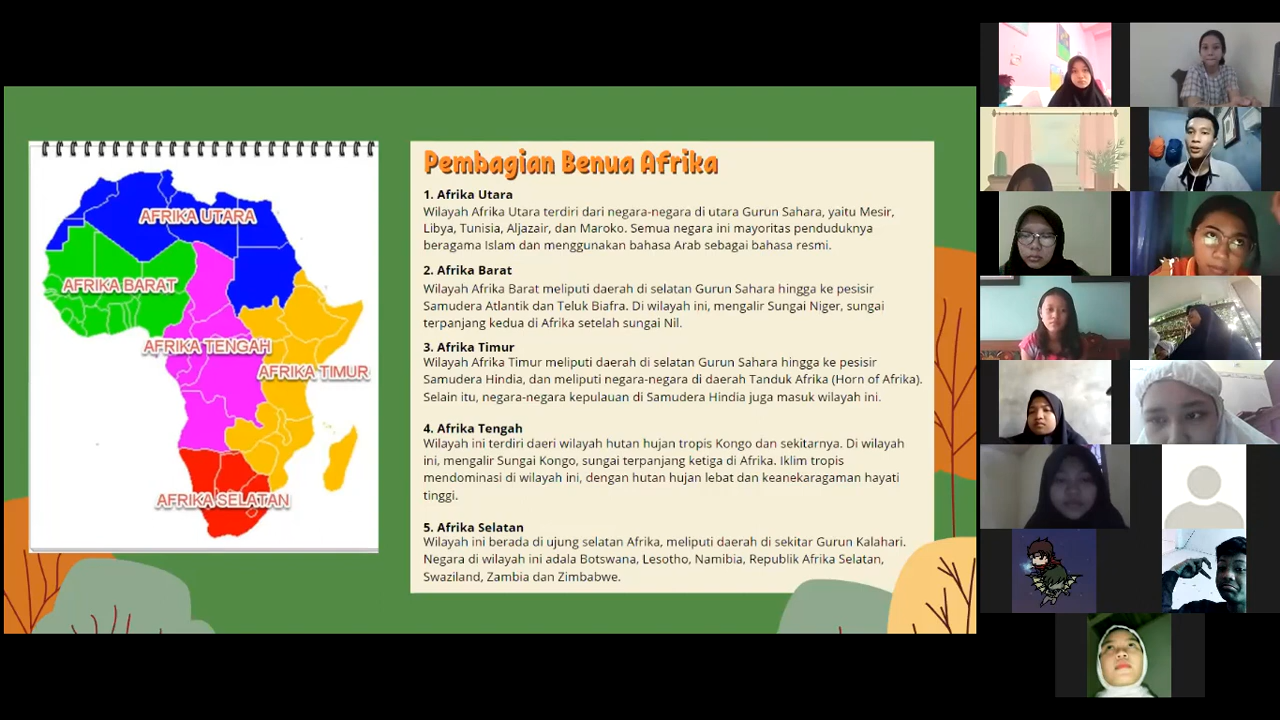 AFRIKA UTARA
AFRIKA BARAT
AFRIKA TENGAH
AFRIKA TIMUR
AFRIKA SELATAN
Pembagian Benua Afrika
1. Afrika Utara
Wilayah Afrika Utara terdiri dari negara-negara di utara Gurun Sahara, yaitu Mesir,
Libya, Tunisia, Aljazair, dan Maroko. Semua negara ini mayoritas penduduknya
beragama Islam dan menggunakan bahasa Arab sebagai bahasa resmi.
2. Afrika Barat
Wilayah Afrika Barat meliputi daerah di selatan Gurun Sahara hingga ke pesisir
Samudera Atlantik dan Teluk Biafra. Di wilayah ini, mengalir Sungai Niger, sungai
terpanjang kedua di Afrika setelah sungai Nil.
3. Afrika Timur
Wilayah Afrika Timur meliputi daerah di selatan Gurun Sahara hingga ke pesisir
Samudera Hindia, dan meliputi negara-negara di daerah Tanduk Afrika (Horn of Afrika).
Selain itu, negara-negara kepulauan di Samudera Hindia juga masuk wilayah ini.
4. Afrika Tengah
Wilayah ini terdiri daeri wilayah hutan hujan tropis Kongo dan sekitarnya. Di wilayah
ini, mengalir Sungai Kongo, sungai terpanjang ketiga di Afrika. Iklim tropis
mendominasi di wilayah ini, dengan hutan hujan lebat dan keanekaragaman hayati
tinggi.
5. Afrika Selatan
Wilayah ini berada di ujung selatan Afrika, meliputi daerah di sekitar Gurun Kalahari.
Negara di wilayah ini adala Botswana, Lesotho, Namibia, Republik Afrika Selatan,
Swaziland, Zambia dan Zimbabwe.